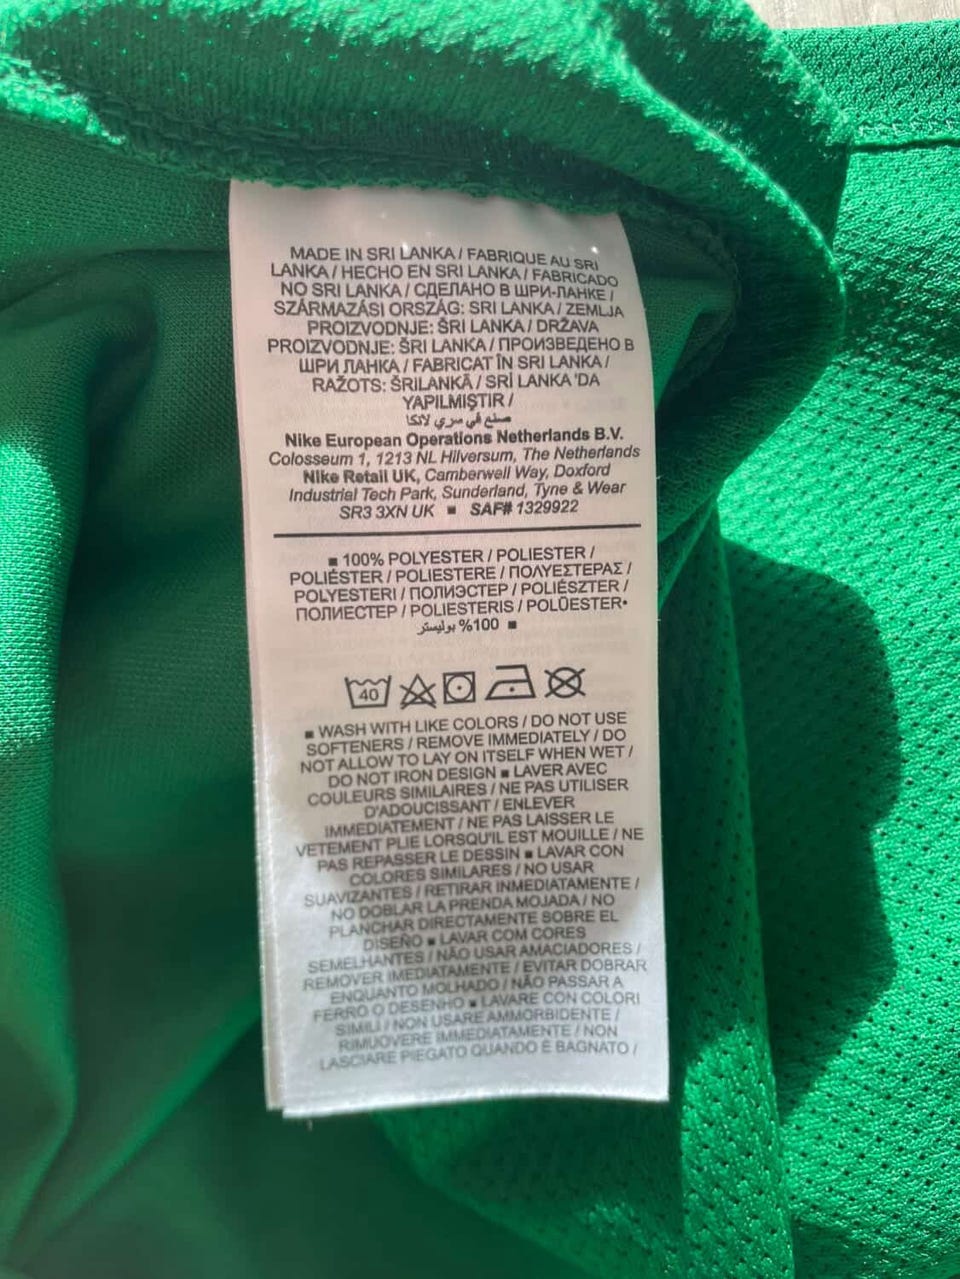 MADE IN SRI LANKA / FABRIQUE AU SRI
LANKA / HECHO EN SRI LANKA / FABRICADO
NO SRI LANKA / СДЕЛАНО В ШРИ-ЛАНКЕ /
SZÁRMAZÁSI ORSZÁG: SRI LANKA / ZEMLJA
PROIZVODNJE: ŠRI LANKA / DRŽAVA
PROIZVODNJE: ŠRI LANKA / ПРОИЗВЕДЕНО В
ШРИ ЛАНКА / FABRICAT ÎN SRI LANKA /
RAŽOTS: ŠRILANKĀ / SRİ LANKA 'DA
YAPILMIŞTIR /
صنع في سري لانكا
Nike European Operations Netherlands B.V.
Colosseum 1, 1213 NL Hilversum, The Netherlands
Nike Retail UK, Camberwell Way, Doxford
Industrial Tech Park, Sunderland, Tyne & Wear
SR3 3XN UK ■ SAF# 1329922
■ 100% POLYESTER / POLIESTER /
POLIÉSTER / POLIESTERE / ΠΟΛΥΕΣΤΕΡΑΣ /
POLYESTERI / ПОЛИЭСТЕР / POLIÉSZTER /
ПОЛИЕСТЕР / POLIESTERIS / POLÜESTER•
100% بوليستر ■
40
■ WASH WITH LIKE COLORS / DO NOT USE
SOFTENERS / REMOVE IMMEDIATELY / DO
NOT ALLOW TO LAY ON ITSELF WHEN WET /
DO NOT IRON DESIGN ■ LAVER AVEC
COULEURS SIMILAIRES / NE PAS UTILISER
D'ADOUCISSANT / ENLEVER
IMMEDIATEMENT / NE PAS LAISSER LE
VETEMENT PLIE LORSQU'IL EST MOUILLE / NE
PAS REPASSER LE DESSIN ■ LAVAR CON
COLORES SIMILARES / NO USAR
SUAVIZANTES / RETIRAR INMEDIATAMENTE /
NO DOBLAR LA PRENDA MOJADA / NO
PLANCHAR DIRECTAMENTE SOBRE EL
DISEÑO ■ LAVAR COM CORES
SEMELHANTES / NÃO USAR AMACIADORES /
REMOVER IMEDIATAMENTE / EVITAR DOBRAR
ENQUANTO MOLHADO / NÃO PASSAR A
FERRO O DESENHO ■ LAVARE CON COLORI
SIMILI / NON USARE AMMORBIDENTE /
RIMUOVERE IMMEDIATAMENTE / NON
LASCIARE PIEGATO QUANDO È BAGNATO /